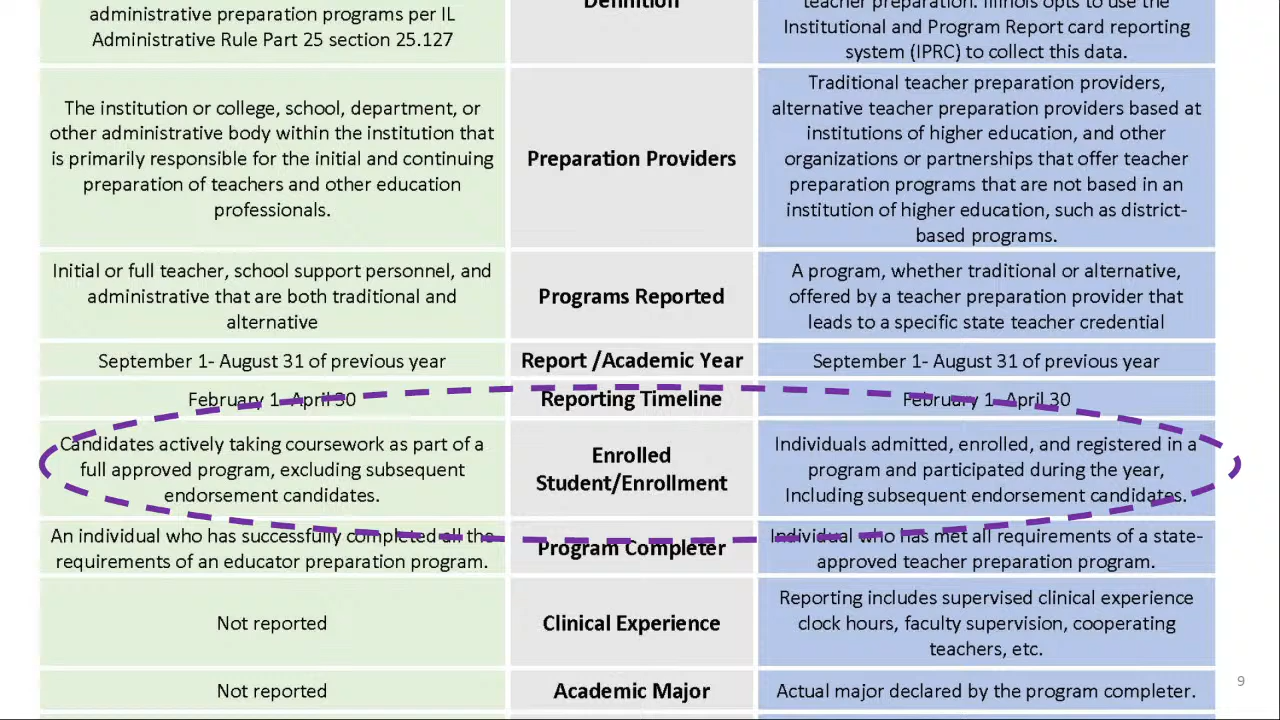 administrative preparation programs per IL
Administrative Rule Part 25 section 25.127
Definition
teacher preparation. Illinois opts to use the
Institutional and Program Report card reporting
system (IPRC) to collect this data.
The institution or college, school, department, or
other administrative body within the institution that
is primarily responsible for the initial and continuing
preparation of teachers and other education
professionals.
Preparation Providers
Traditional teacher preparation providers,
alternative teacher preparation providers based at
institutions of higher education, and other
organizations or partnerships that offer teacher
preparation programs that are not based in an
institution of higher education, such as district-
based programs.
Initial or full teacher, school support personnel, and
administrative that are both traditional and
alternative
Programs Reported
A program, whether traditional or alternative,
offered by a teacher preparation provider that
leads to a specific state teacher credential
September 1- August 31 of previous year
Report /Academic Year
September 1- August 31 of previous year
February 1- April 30
Reporting Timeline
February 1- April 30
Candidates actively taking coursework as part of a
full approved program, excluding subsequent
endorsement candidates.
Enrolled
Student/Enrollment
Individuals admitted, enrolled, and registered in a
program and participated during the year,
Including subsequent endorsement candidates.
An individual who has successfully completed all the
requirements of an educator preparation program.
Program Completer
Individual who has met all requirements of a state-
approved teacher preparation program.
Not reported
Clinical Experience
Reporting includes supervised clinical experience
clock hours, faculty supervision, cooperating
teachers, etc.
Not reported
Academic Major
Actual major declared by the program completer.
9